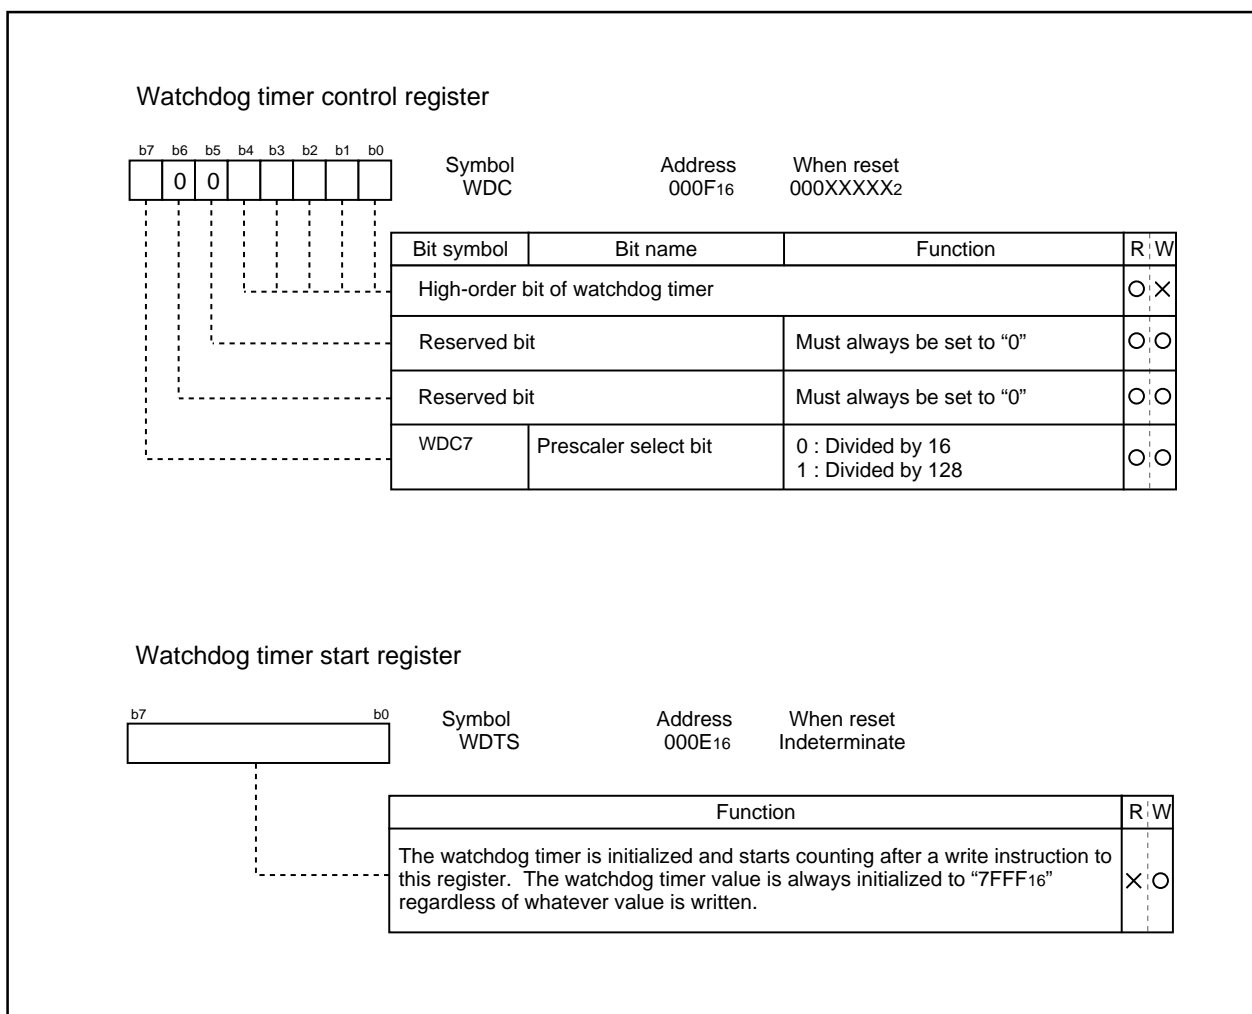 Watchdog timer control register
b7 b6 b5 b4 b3 b2 b1 b0
0 0
Symbol Address When reset
WDC 000F16 000XXXXX2
Bit symbol Bit name Function R W
High-order bit of watchdog timer
Reserved bit Must always be set to “0”
Reserved bit Must always be set to “0”
WDC7 Prescaler select bit 0 : Divided by 16
1 : Divided by 128
Watchdog timer start register
b7 b0
Symbol Address When reset
WDTS 000E16 Indeterminate
Function R W
The watchdog timer is initialized and starts counting after a write instruction to
this register. The watchdog timer value is always initialized to “7FFF16”
regardless of whatever value is written.